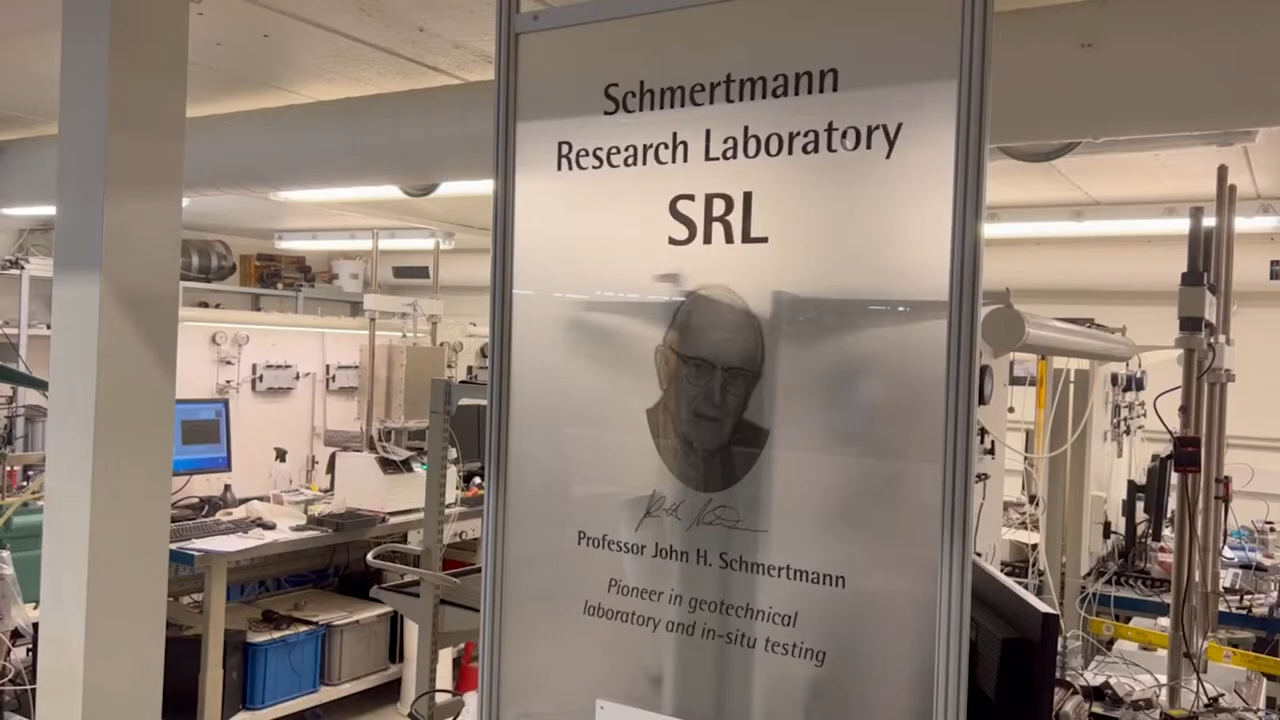 Schmertmann
Research Laboratory
SRL
Professor John H. Schmertmann
Pioneer in geotechnical
laboratory and in-situ testing